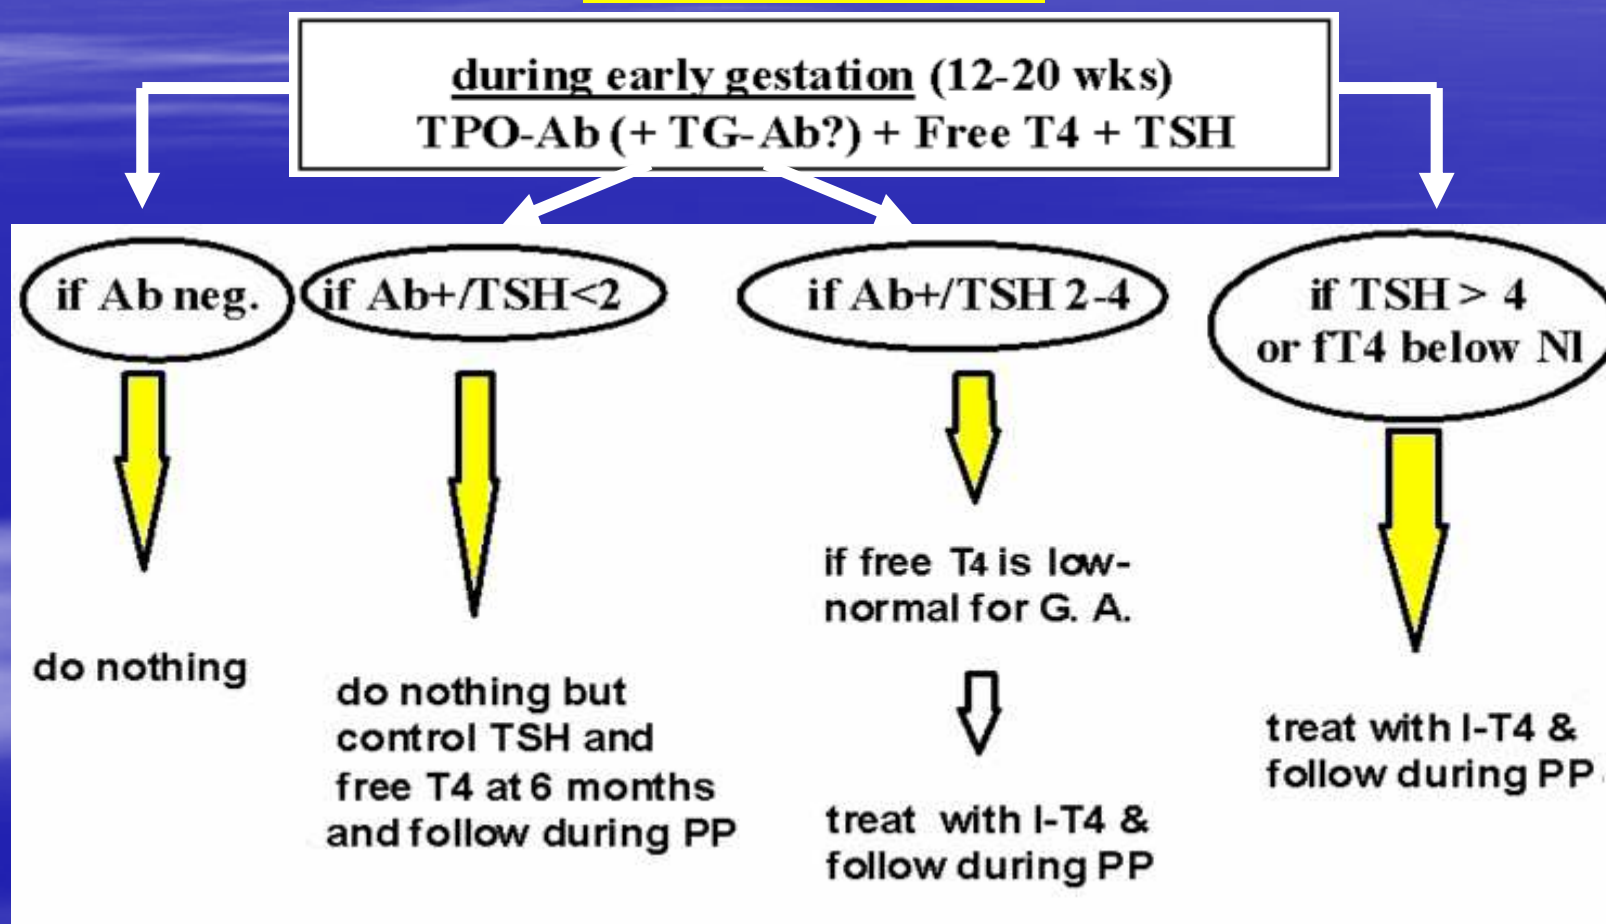 during early gestation (12-20 wks)
TPO-Ab (+ TG-Ab?) + Free T4 + TSH
if Ab neg.
if Ab+/TSH<2
if Ab+/TSH 2-4
if TSH > 4
or fT4 below Nl
do nothing
do nothing but
control TSH and
free T4 at 6 months
and follow during PP
if free T4 is low-
normal for G. A.
treat with l-T4 &
follow during PP
treat with l-T4 &
follow during PP